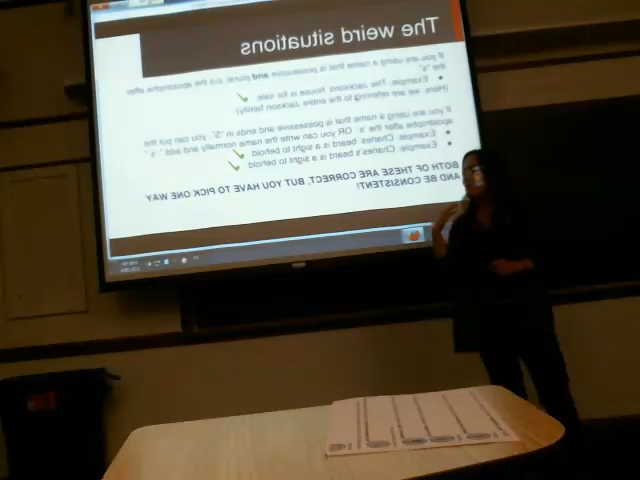 The weird situations
If you are using a name that is possessive and plural, put the apostrophe after
the "s".
• Example: The Jacksons' house is for sale.
(Here, we are referring to the entire Jackson family)
If you are using a name that is possessive and ends in "S", you can put the
apostrophe after the 's'. OR you can write the name normally and add ' s "
• Example: Charles' beard is a sight to behold
• Example: Charles's beard is a sight to behold
BOTH OF THESE ARE CORRECT, BUT YOU HAVE TO PICK ONE WAY
AND BE CONSISTENT!